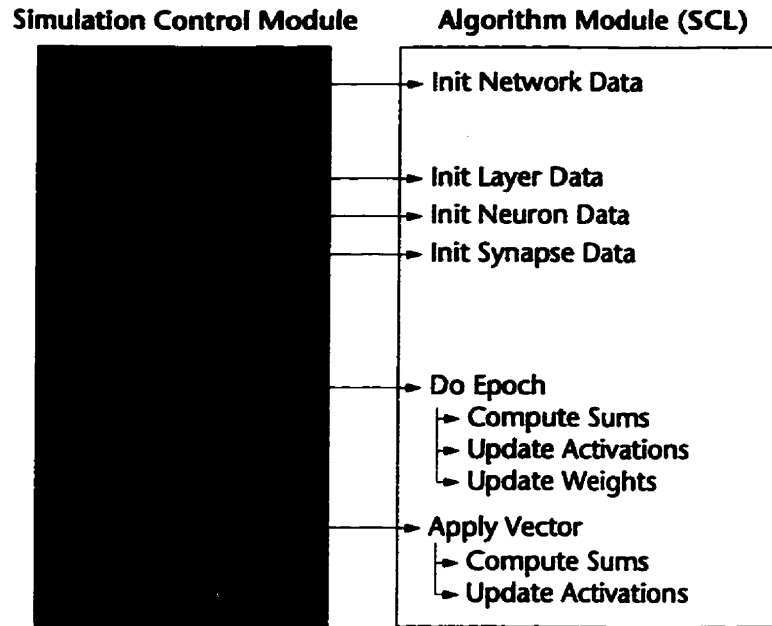 Simulation Control Module
Algorithm Module (SCL)
Init Network Data
Init Layer Data
Init Neuron Data
Init Synapse Data
Do Epoch
Compute Sums
Update Activations
Update Weights
Apply Vector
Compute Sums
Update Activations